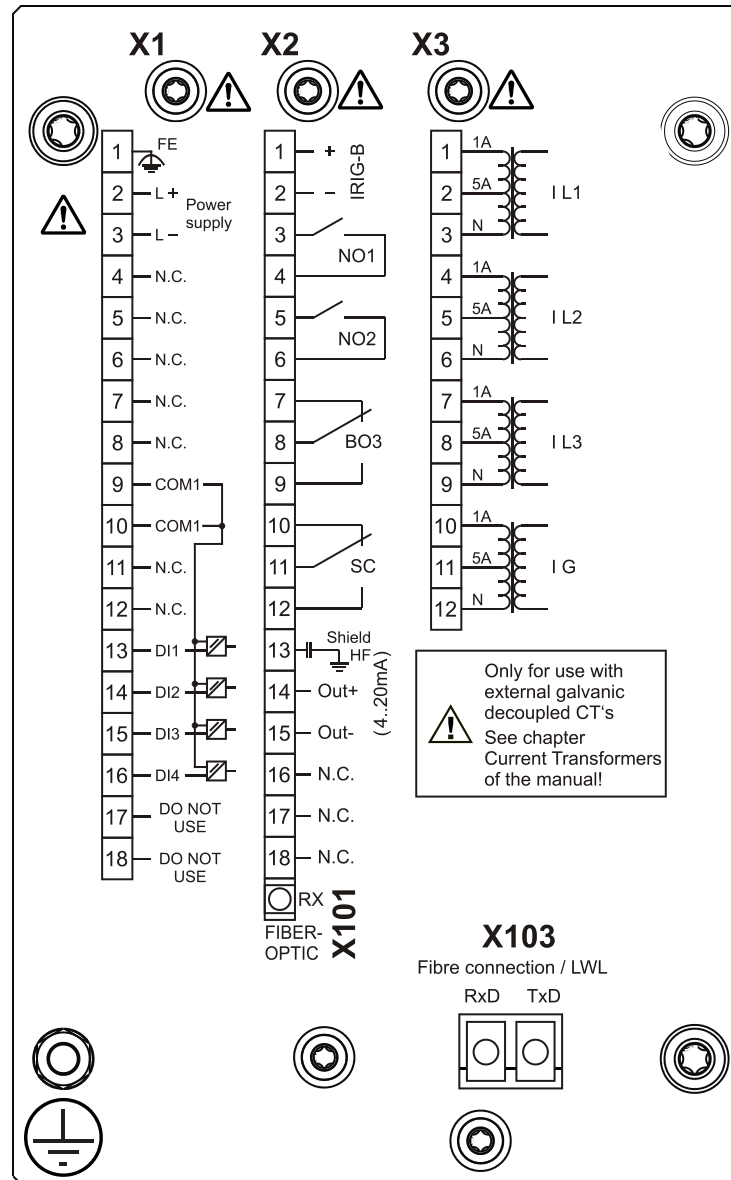 X1
X2
X3
1 FE
2 L+
Power
supply
3 L–
4 N.C.
5 N.C.
6 N.C.
7 N.C.
8 N.C.
9 COM1
10 COM1
11 N.C.
12 N.C.
13 DI1
14 DI2
15 DI3
16 DI4
17 DO NOT
USE
18 DO NOT
USE
1 +
2 –
IRIG-B
3
NO1
4
5
NO2
6
7
8 BO3
9
10
11 SC
12
13 Shield
HF
14 Out+
15 Out-
(4..20mA)
16 N.C.
17 N.C.
18 N.C.
RX
FIBER-
OPTIC
X101
1 1A
2 5A I L1
3 N
4 1A
5 5A I L2
6 N
7 1A
8 5A I L3
9 N
10 1A
11 5A I G
12 N
Only for use with
external galvanic
decoupled CT's
See chapter
Current Transformers
of the manual!
X103
Fibre connection / LWL
RxD TxD